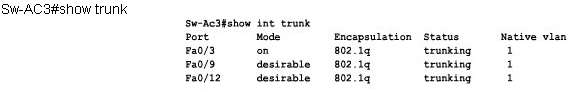 Sw-AC3#show trunk
Sw-Ac3#show int trunk
Port Mode Encapsulation Status Native vlan
Fa0/3 on 802.1q trunking 1
Fa0/9 desirable 802.1q trunking 1
Fa0/12 desirable 802.1q trunking 1